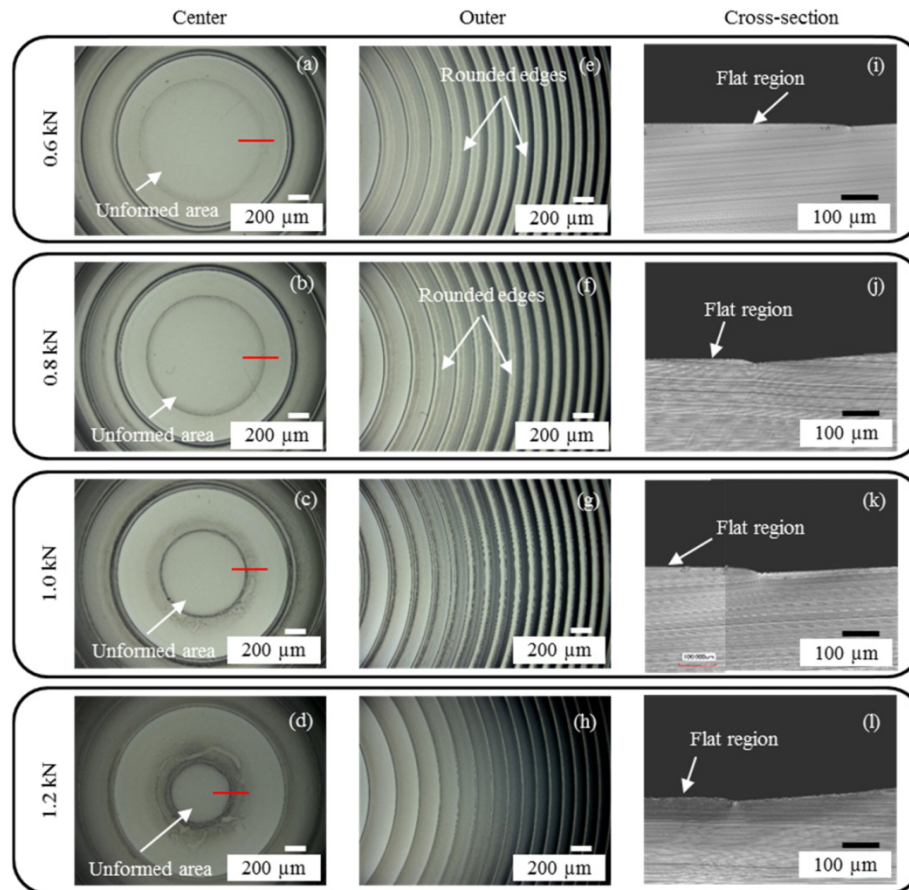 Center
Outer
Cross-section
0.6 kN
(a)
Unformed area
200 µm
(e)
Rounded edges
200 µm
(i)
Flat region
100 µm
0.8 kN
(b)
Unformed area
200 µm
(f)
Rounded edges
200 µm
(j)
Flat region
100 µm
1.0 kN
(c)
Unformed area
200 µm
(g)
200 µm
(k)
Flat region
100 µm
1.2 kN
(d)
Unformed area
200 µm
(h)
200 µm
(l)
Flat region
100 µm